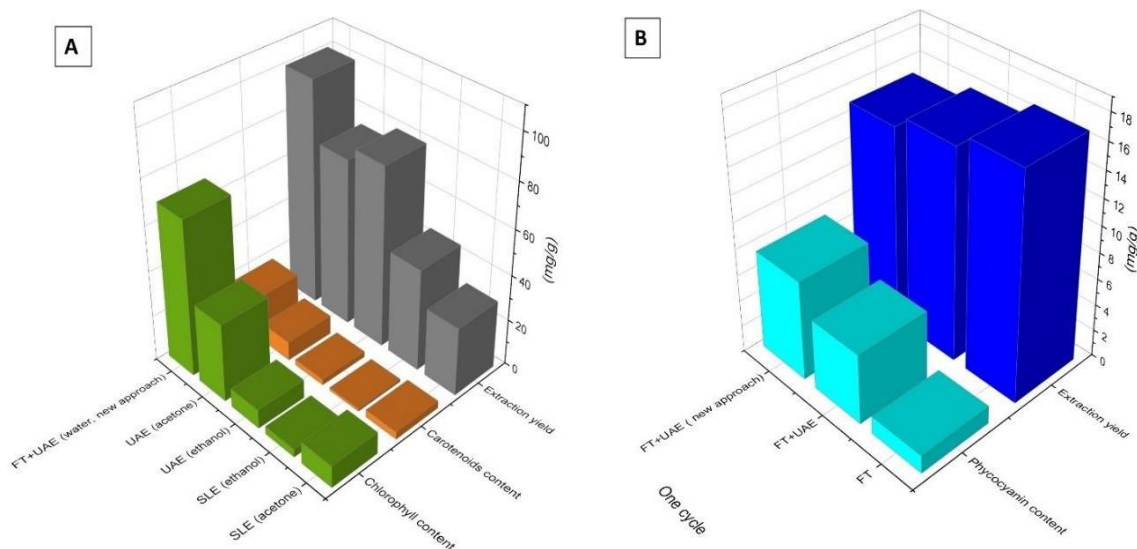 A
100
80
60
40
20
0
(mg/g)
FT+UAE (water, new approach)
UAE (acetone)
UAE (ethanol)
SLE (ethanol)
SLE (acetone)
Extraction yield
Carotenoids content
Chlorophyll content
B
18
16
14
12
10
8
6
4
2
0
(mg/g)
FT+UAE ( new approach)
FT+UAE
FT
One cycle
Extraction yield
Phycocyanin content